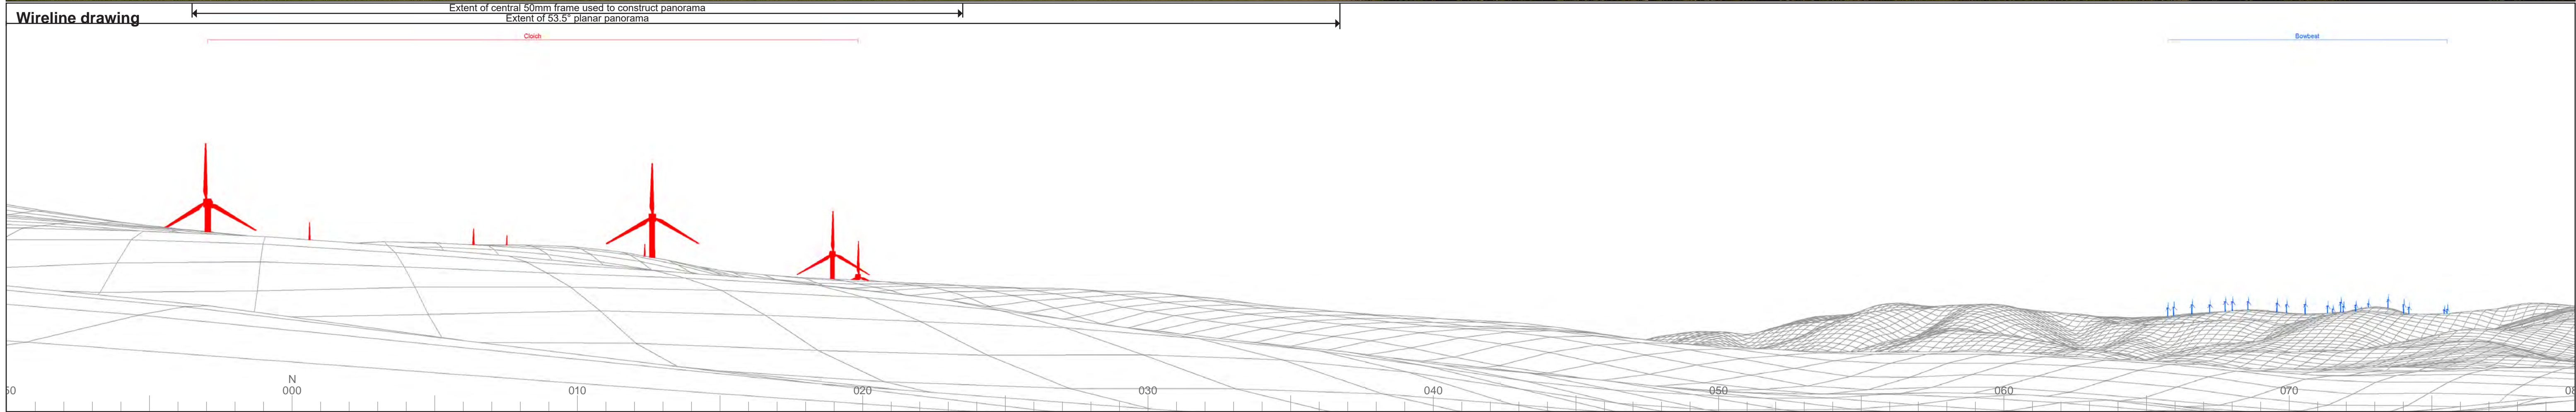 Wireline drawing
Extent of central 50mm frame used to construct panorama
Extent of 53.5° planar panorama
Cloich
Bowbeat
N
000 010 020 030 040 050 060 070